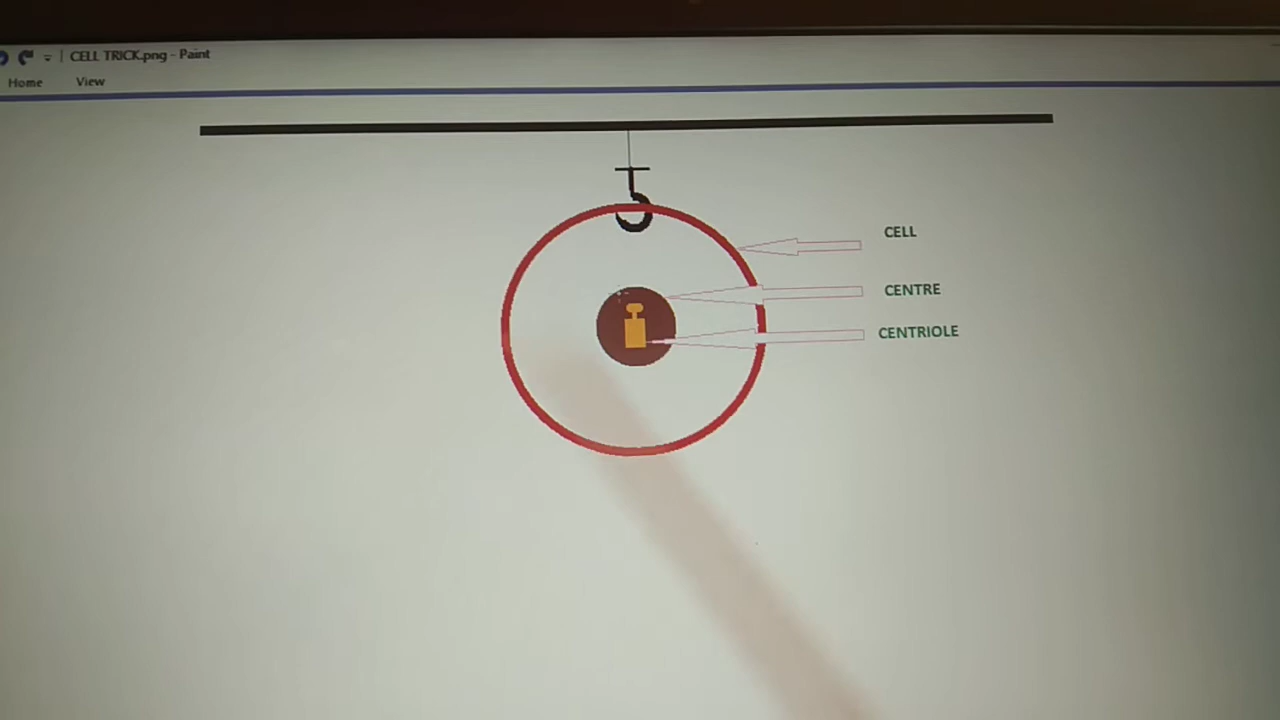 CELL TRICK.png - Paint
Home View
CELL
CENTRE
CENTRIOLE